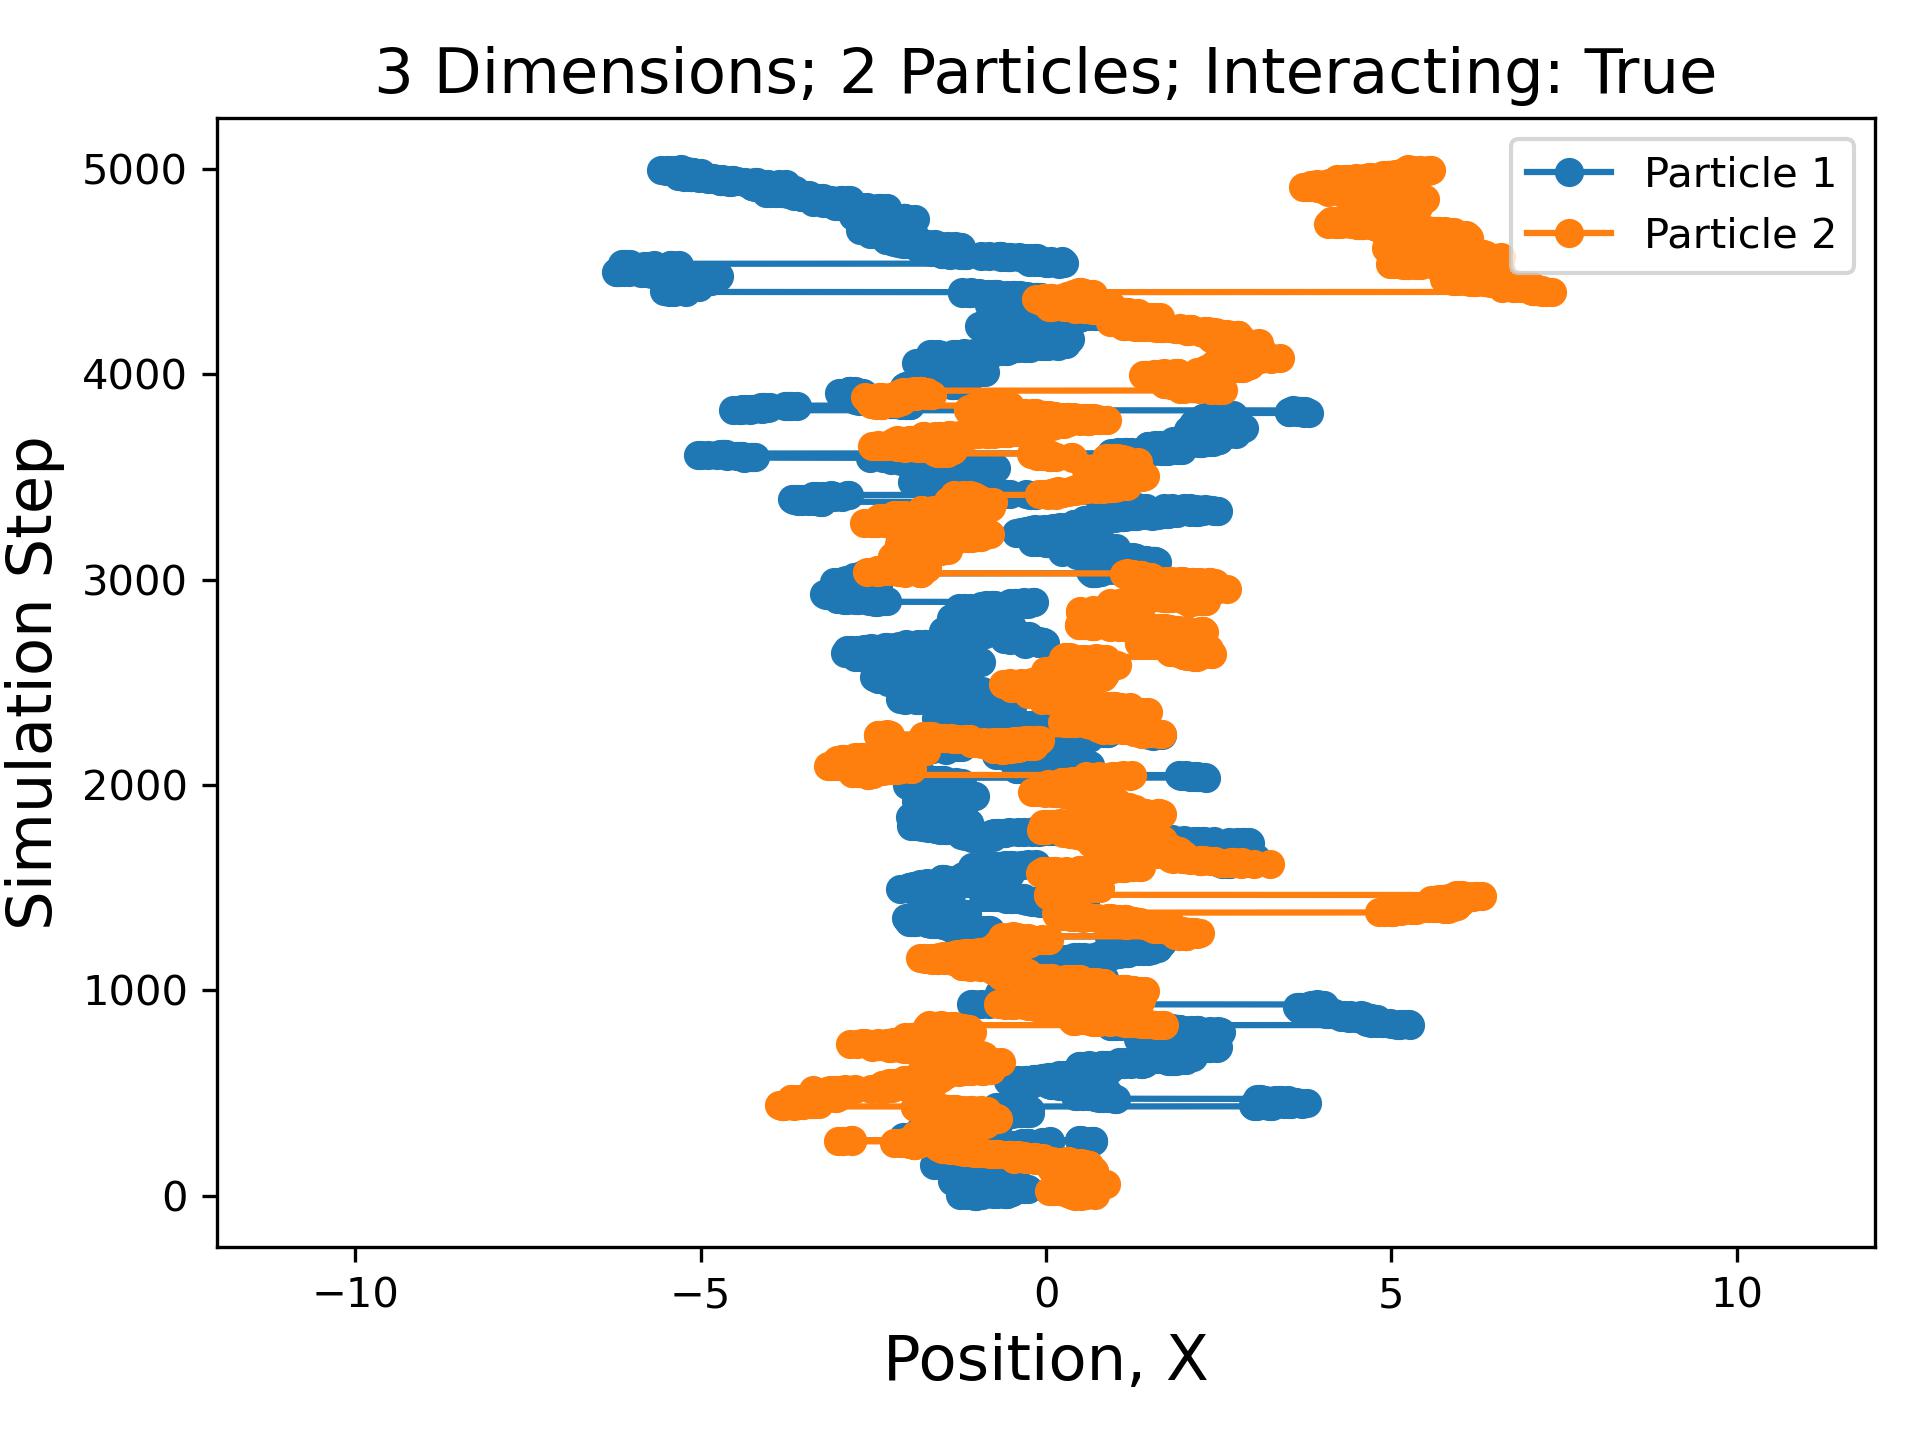 3 Dimensions; 2 Particles; Interacting: True
Particle 1
Particle 2
Simulation Step
5000
4000
3000
2000
1000
0
−10
−5
0
5
10
Position, X